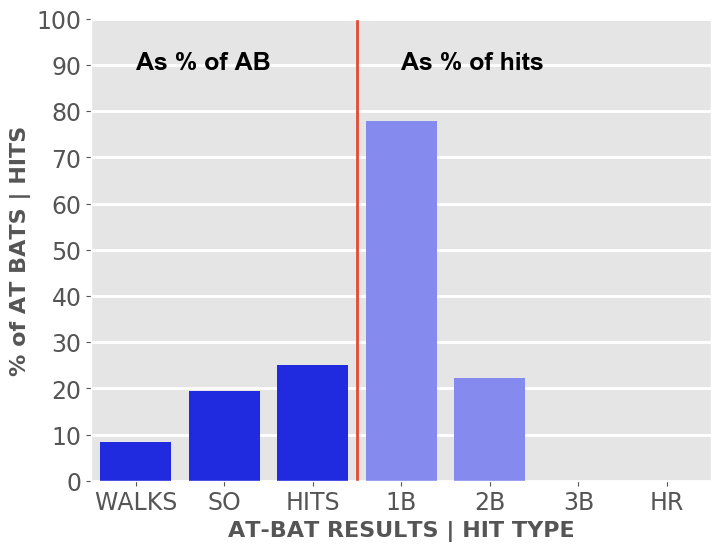 100
90
80
70
60
50
40
30
20
10
0
% of AT BATS | HITS
As % of AB
As % of hits
WALKS SO HITS 1B 2B 3B HR
AT-BAT RESULTS | HIT TYPE